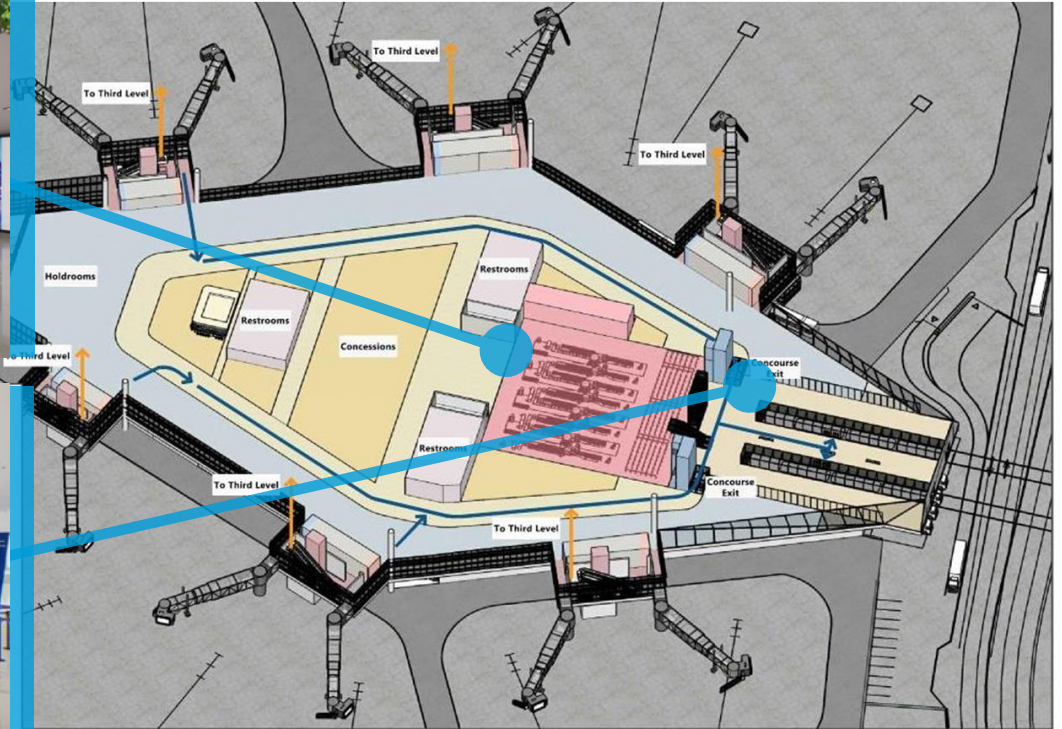 To Third Level
To Third Level
To Third Level
Holdrooms
Restrooms
Restrooms
Concessions
To Third Level
Concourse
Exit
Restrooms
To Third Level
Concourse
Exit
To Third Level